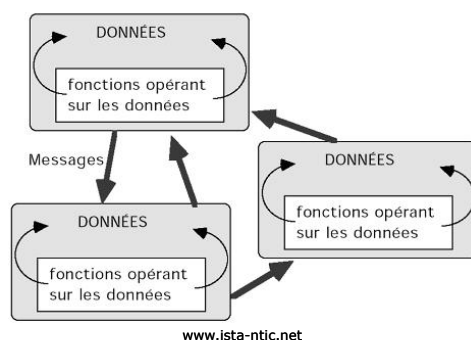 DONNÉES
fonctions opérant
sur les données
Messages
DONNÉES
fonctions opérant
sur les données
DONNÉES
fonctions opérant
sur les données
www.ista-ntic.net